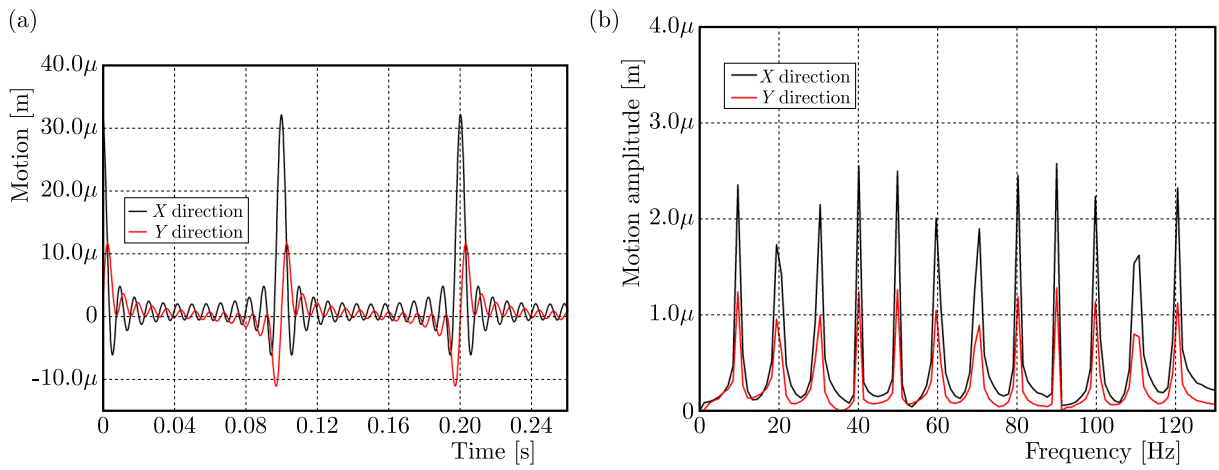 (a)
Motion [m]
40.0μ
30.0μ
20.0μ
10.0μ
0
-10.0μ
X direction
Y direction
0 0.04 0.08 0.12 0.16 0.20 0.24
Time [s]
(b)
Motion amplitude [m]
4.0μ
3.0μ
2.0μ
1.0μ
0
X direction
Y direction
0 20 40 60 80 100 120
Frequency [Hz]